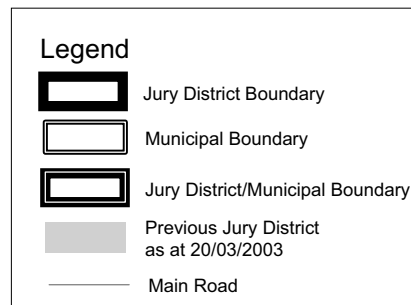 Legend
Jury District Boundary
Municipal Boundary
Jury District/Municipal Boundary
Previous Jury District
as at 20/03/2003
Main Road